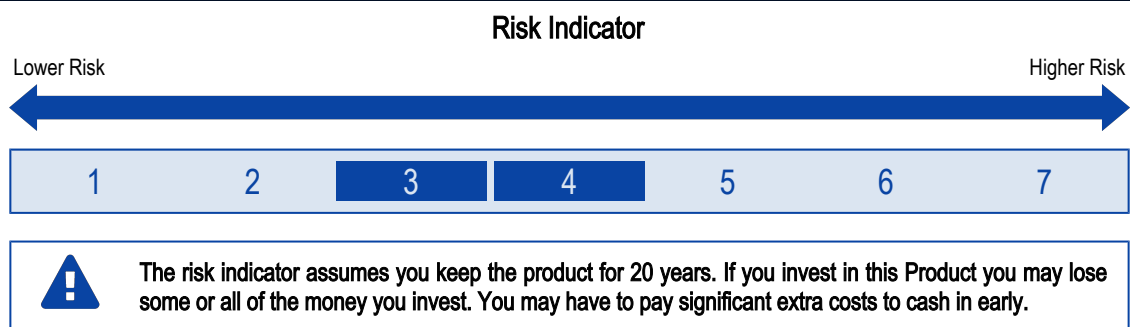 Risk Indicator
Lower Risk Higher Risk
1 2 3 4 5 6 7
The risk indicator assumes you keep the product for 20 years. If you invest in this Product you may lose
some or all of the money you invest. You may have to pay significant extra costs to cash in early.